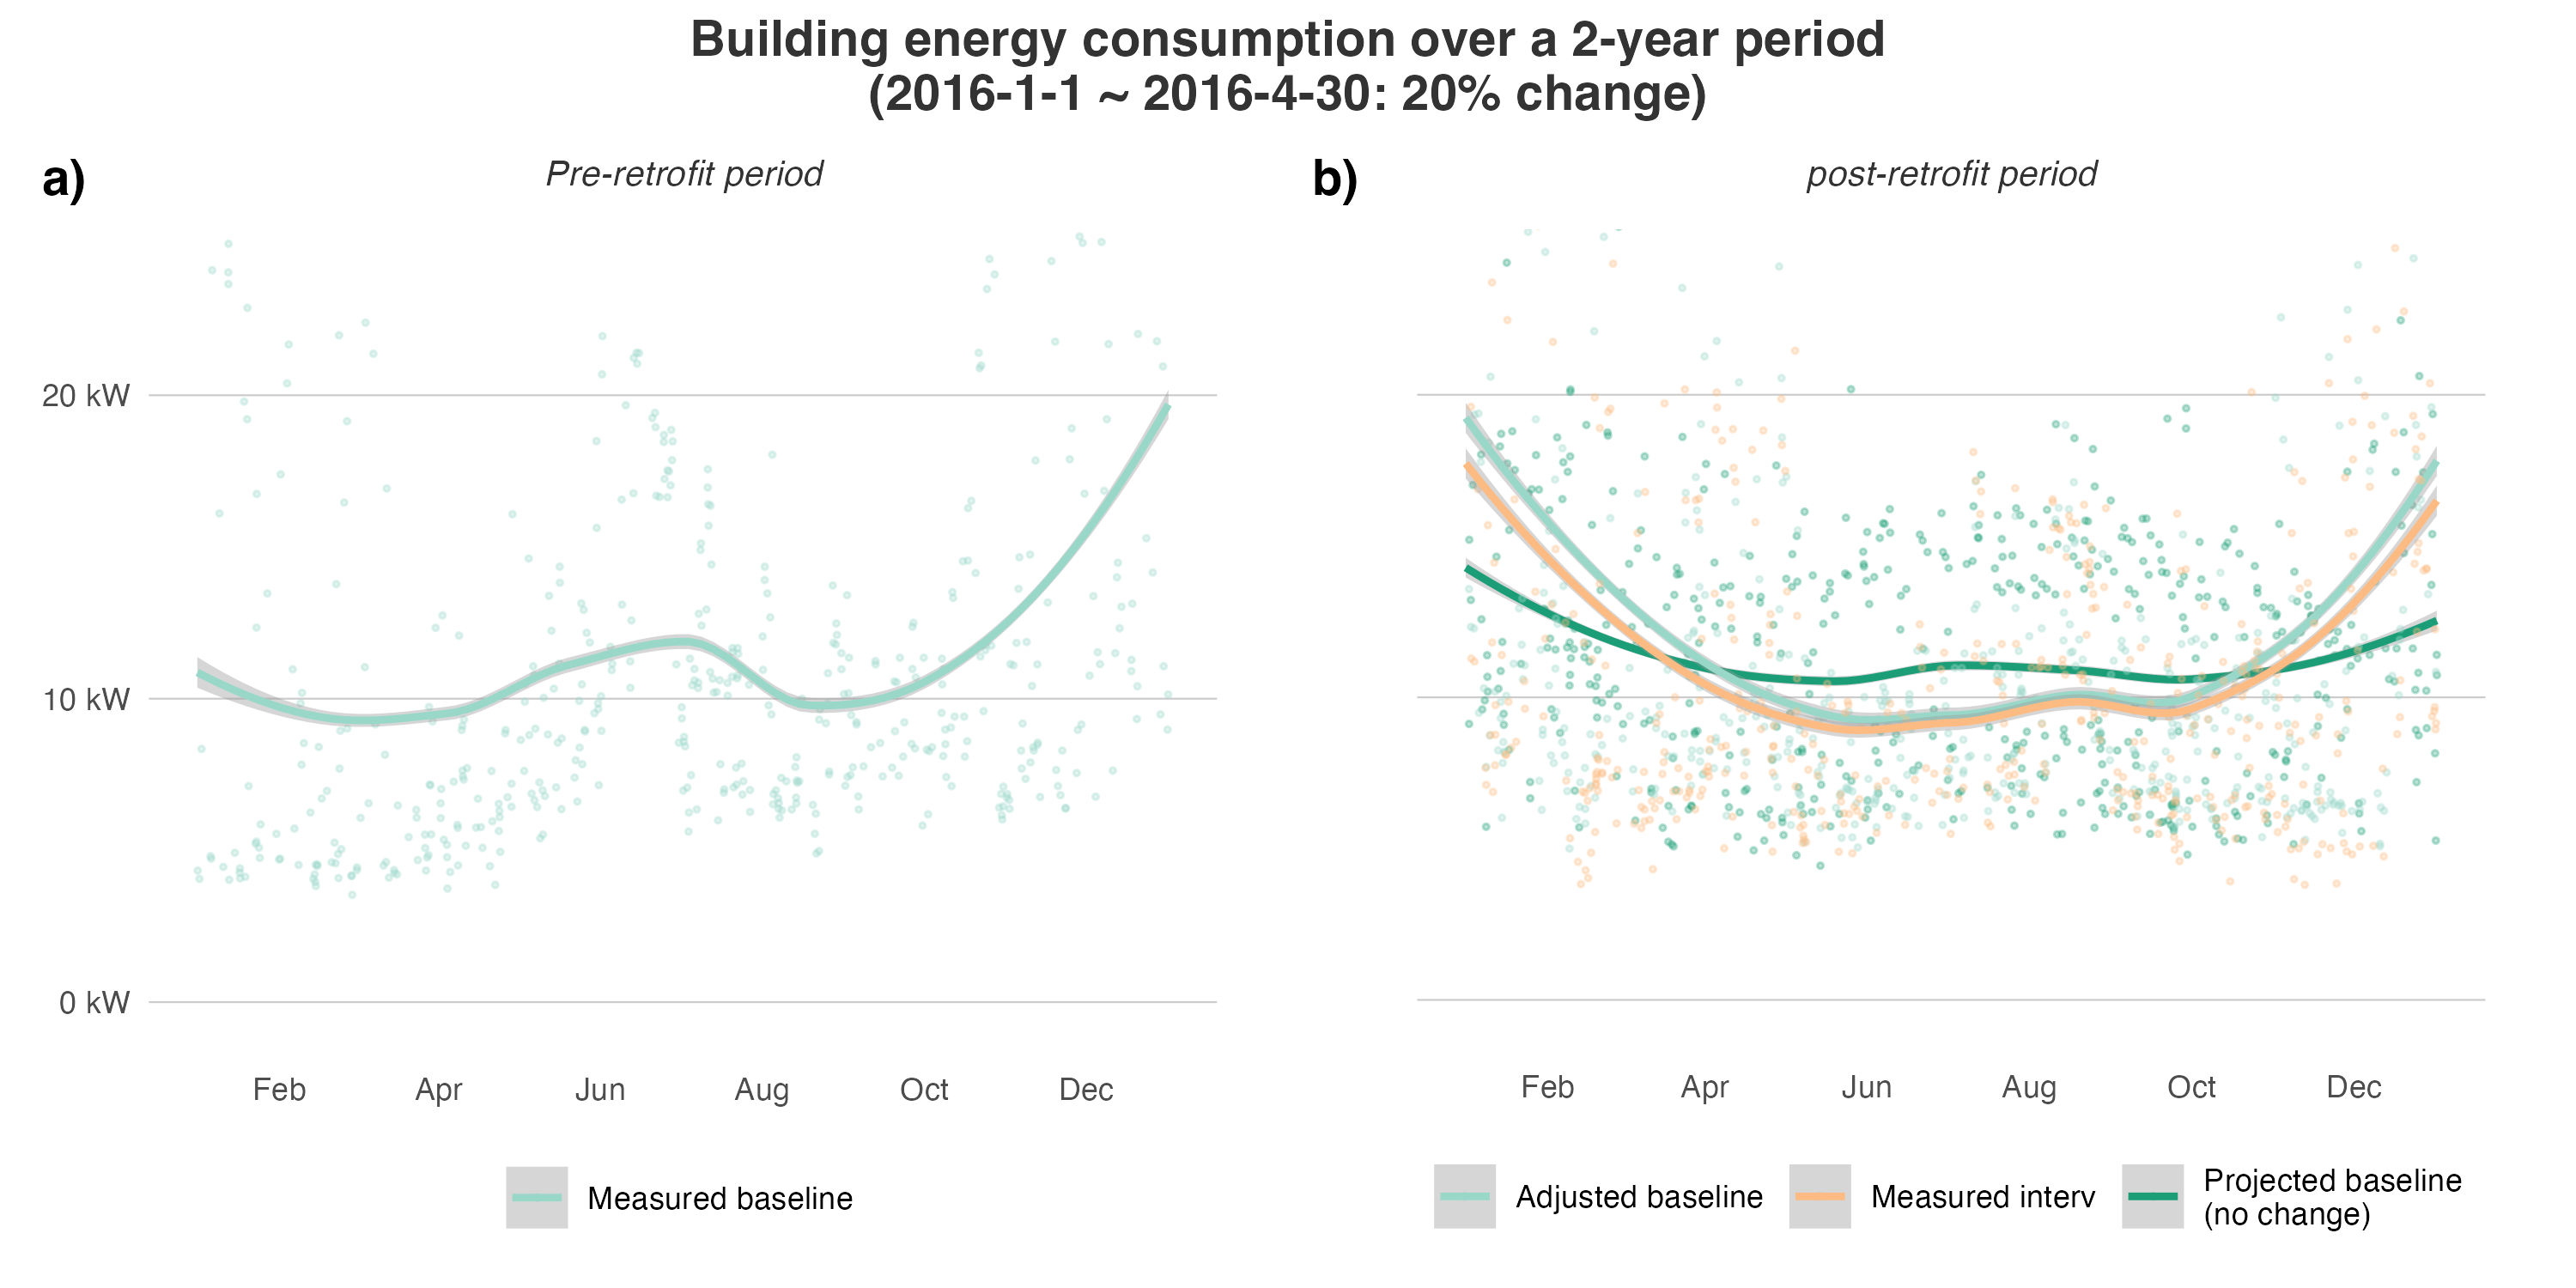 Building energy consumption over a 2-year period
(2016-1-1 ~ 2016-4-30: 20% change)
a)
Pre-retrofit period
20 kW
10 kW
0 kW
Feb Apr Jun Aug Oct Dec
Measured baseline
b)
post-retrofit period
Feb Apr Jun Aug Oct Dec
Adjusted baseline
Measured interv
Projected baseline
(no change)